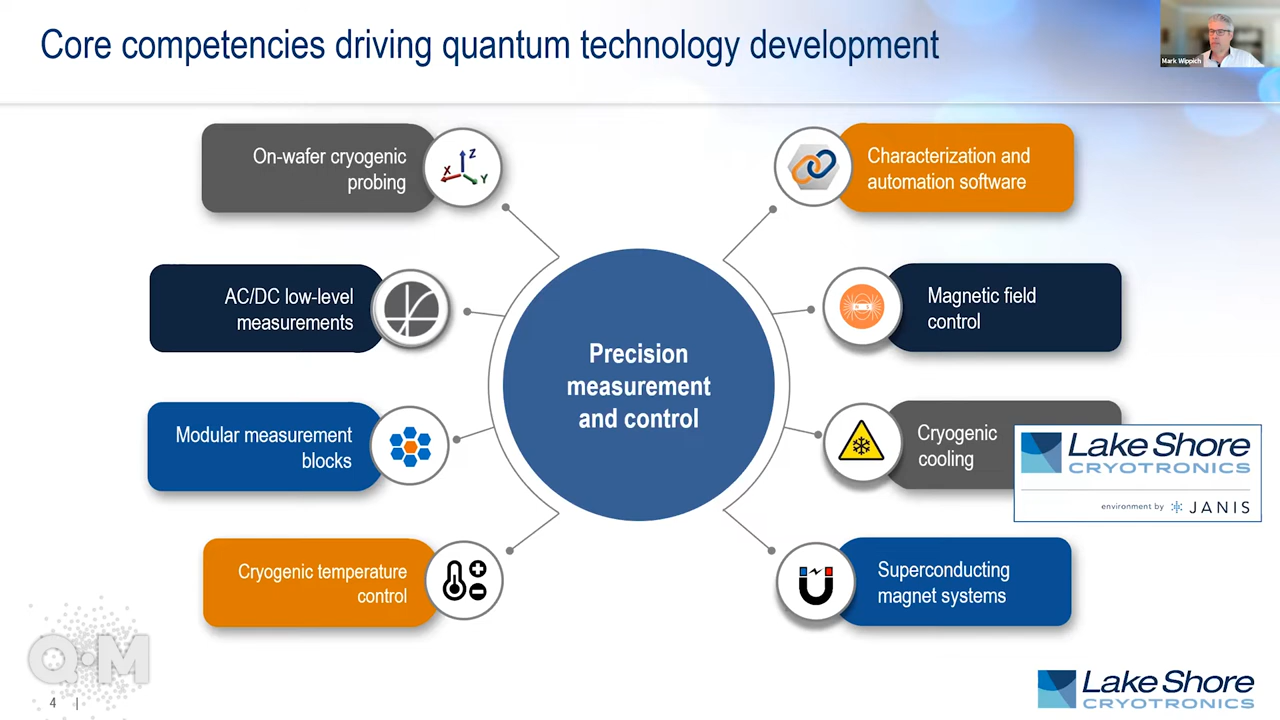 Core competencies driving quantum technology development
Mark Wippich
On-wafer cryogenic
probing
X
Z
Y
Characterization and
automation software
AC/DC low-level
measurements
Magnetic field
control
Precision
measurement
and control
Modular measurement
blocks
Cryogenic
cooling
Lake Shore
CRYOTRONICS
environment by JANIS
Cryogenic temperature
control
Superconducting
magnet systems
Q·M
4 |
Lake Shore
CRYOTRONICS